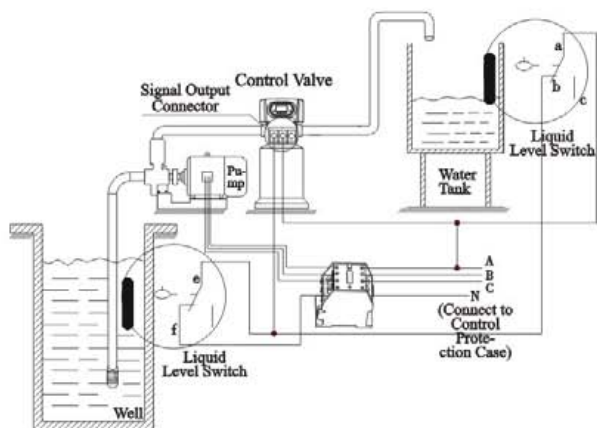 Control Valve
Signal Output
Connector
Pu-
mp
a
b
c
Liquid
Level Switch
Water
Tank
A
B
C
N
(Connect to
Control
Prote-
ction Case)
e
f
Liquid
Level Switch
Well